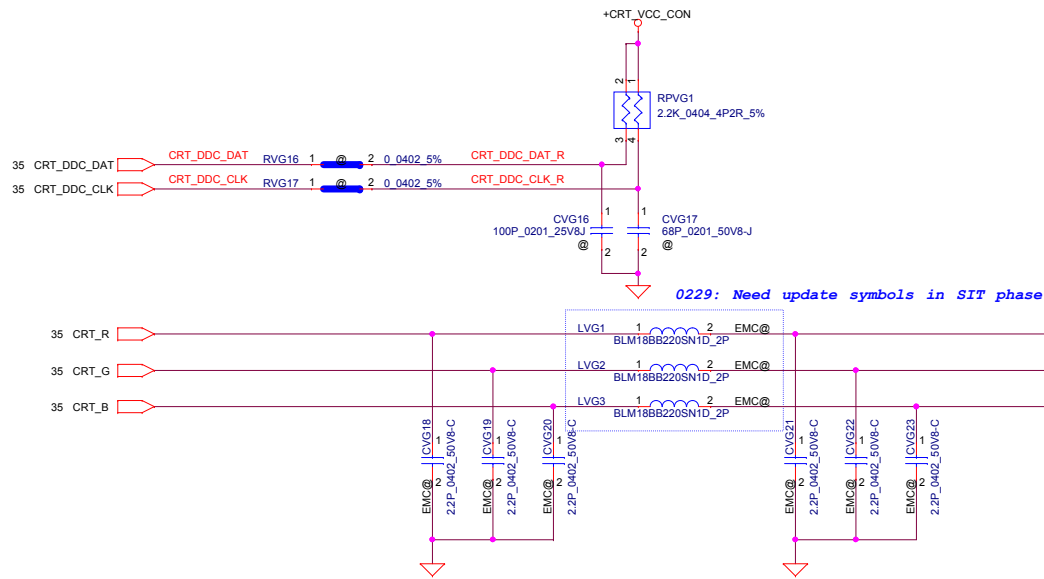 +CRT_VCC_CON
2 1
RPVG1
2.2K_0404_4P2R_5%
3 4
35 CRT_DDC_DAT CRT_DDC_DAT RVG16 1 @ 2 0_0402_5% CRT_DDC_DAT_R
35 CRT_DDC_CLK CRT_DDC_CLK RVG17 1 @ 2 0_0402_5% CRT_DDC_CLK_R
1 1
CVG16 CVG17
100P_0201_25V8J 68P_0201_50V8-J
@ 2 2 @
0229: Need update symbols in SIT phase
35 CRT_R LVG1 1 2 EMC@
BLM18BB220SN1D_2P
35 CRT_G LVG2 1 2 EMC@
BLM18BB220SN1D_2P
35 CRT_B LVG3 1 2 EMC@
BLM18BB220SN1D_2P
EMC@ CVG18 1 2 2.2P_0402_50V8-C
EMC@ CVG19 1 2 2.2P_0402_50V8-C
EMC@ CVG20 1 2 2.2P_0402_50V8-C
EMC@ CVG21 1 2 2.2P_0402_50V8-C
EMC@ CVG22 1 2 2.2P_0402_50V8-C
EMC@ CVG23 1 2 2.2P_0402_50V8-C